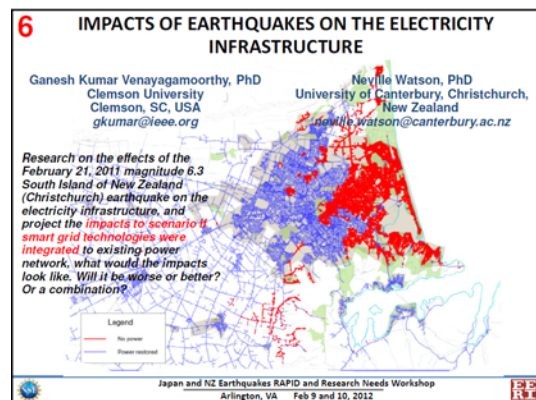 6
IMPACTS OF EARTHQUAKES ON THE ELECTRICITY
INFRASTRUCTURE
Ganesh Kumar Venayagamoorthy, PhD
Clemson University
Clemson, SC, USA
gkumar@ieee.org
Neville Watson, PhD
University of Canterbury, Christchurch,
New Zealand
neville.watson@canterbury.ac.nz
Research on the effects of the
February 21, 2011 magnitude 6.3
South Island of New Zealand
(Christchurch) earthquake on the
electricity infrastructure, and
project the impacts to scenario if
smart grid technologies were
integrated to existing power
network, what would the impacts
look like. Will it be worse or better?
Or a combination?
Legend
No power
Power restored
Japan and NZ Earthquakes RAPID and Research Needs Workshop
Arlington, VA Feb 9 and 10, 2012
NSF
EE
RI